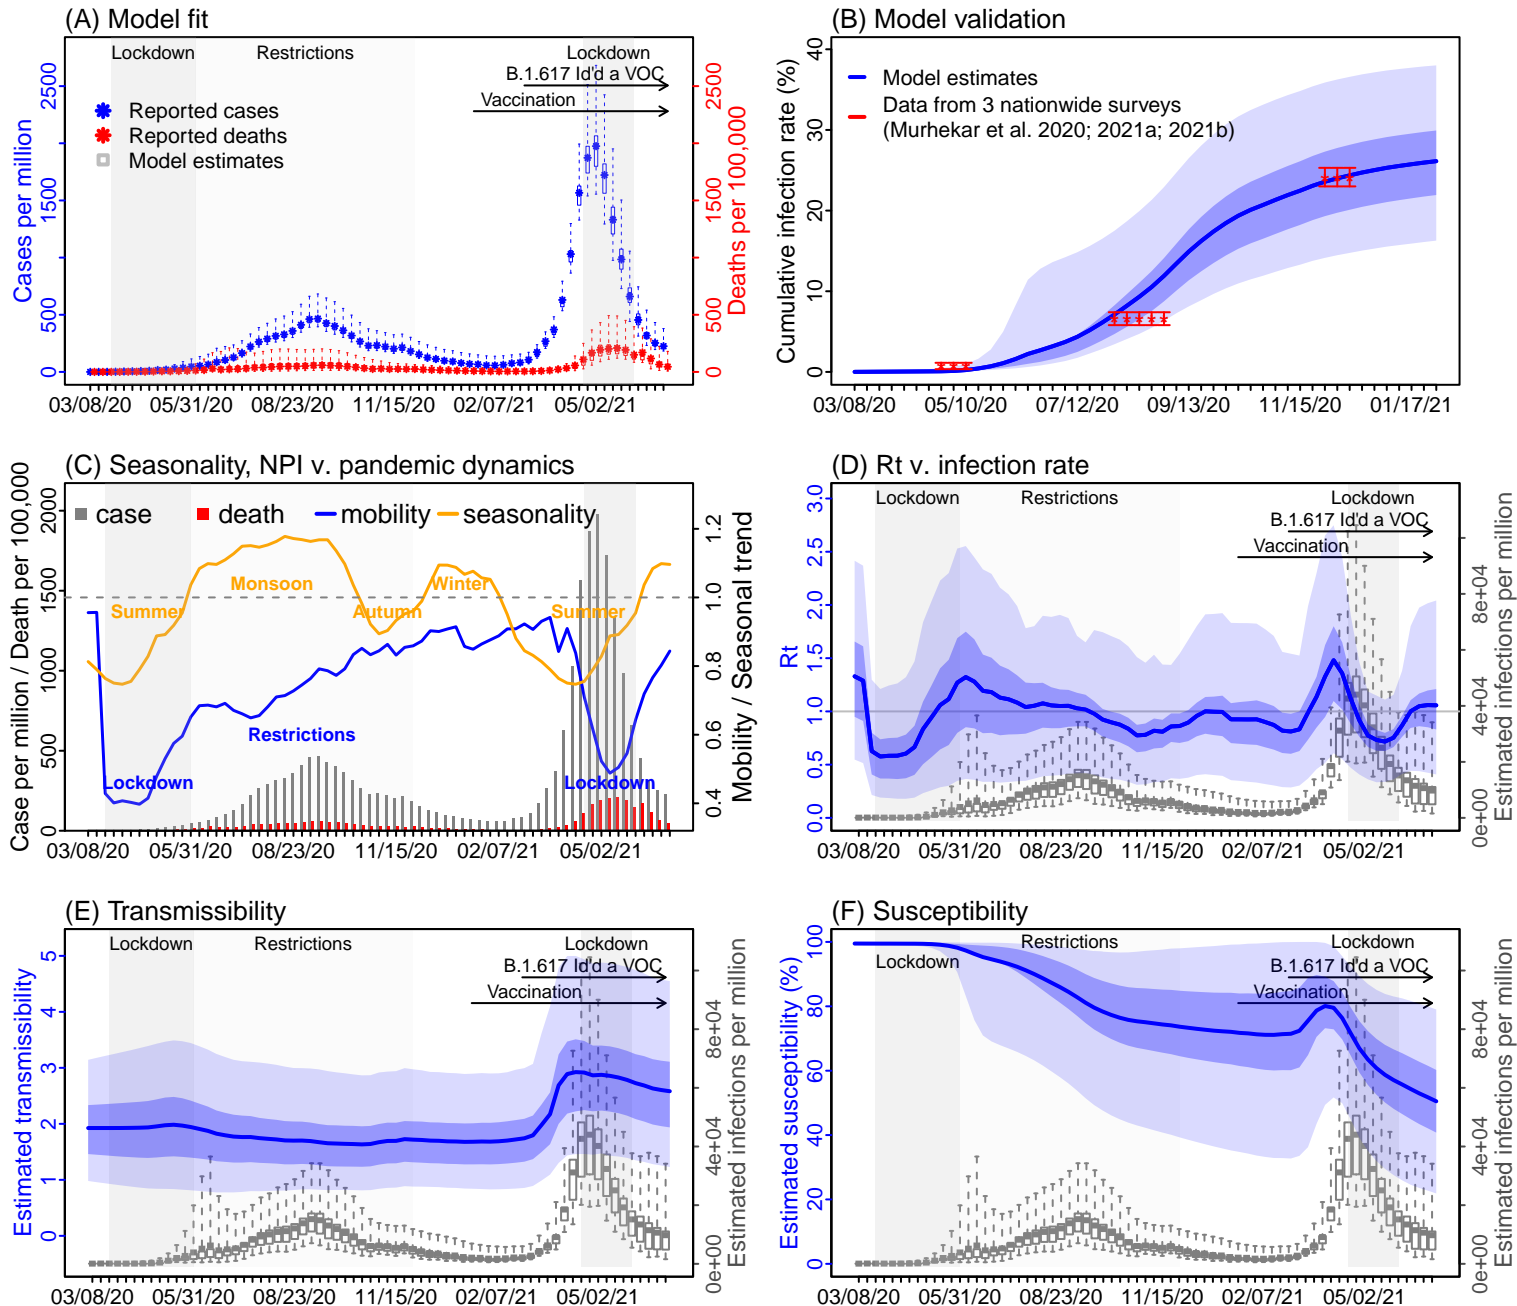 (A) Model fit
Lockdown
Restrictions
Lockdown
B.1.617 Id'd a VOC
Vaccination
Reported cases
Reported deaths
Model estimates
Cases per million
0
500
1500
2500
Deaths per 100,000
0
500
1500
2500
03/08/20 05/31/20 08/23/20 11/15/20 02/07/21 05/02/21
(B) Model validation
Model estimates
Data from 3 nationwide surveys
(Murhekar et al. 2020; 2021a; 2021b)
Cumulative infection rate (%)
0
10
20
30
40
03/08/20 05/10/20 07/12/20 09/13/20 11/15/20 01/17/21
(C) Seasonality, NPI v. pandemic dynamics
case
death
mobility
seasonality
Monsoon
Winter
Summer
Autumn
Summer
Restrictions
Lockdown
Lockdown
Case per million / Death per 100,000
0
500
1000
1500
2000
Mobility / Seasonal trend
0.4
0.6
0.8
1.0
1.2
03/08/20 05/31/20 08/23/20 11/15/20 02/07/21 05/02/21
(D) Rt v. infection rate
Lockdown
Restrictions
Lockdown
B.1.617 Id'd a VOC
Vaccination
Rt
0.0
0.5
1.0
1.5
2.0
2.5
3.0
Estimated infections per million
0e+00
4e+04
8e+04
03/08/20 05/31/20 08/23/20 11/15/20 02/07/21 05/02/21
(E) Transmissibility
Lockdown
Restrictions
Lockdown
B.1.617 Id'd a VOC
Vaccination
Estimated transmissibility
0
1
2
3
4
5
Estimated infections per million
0e+00
4e+04
8e+04
03/08/20 05/31/20 08/23/20 11/15/20 02/07/21 05/02/21
(F) Susceptibility
Restrictions
Lockdown
Lockdown
B.1.617 Id'd a VOC
Vaccination
Estimated susceptibility (%)
0
20
40
60
80
100
Estimated infections per million
0e+00
4e+04
8e+04
03/08/20 05/31/20 08/23/20 11/15/20 02/07/21 05/02/21